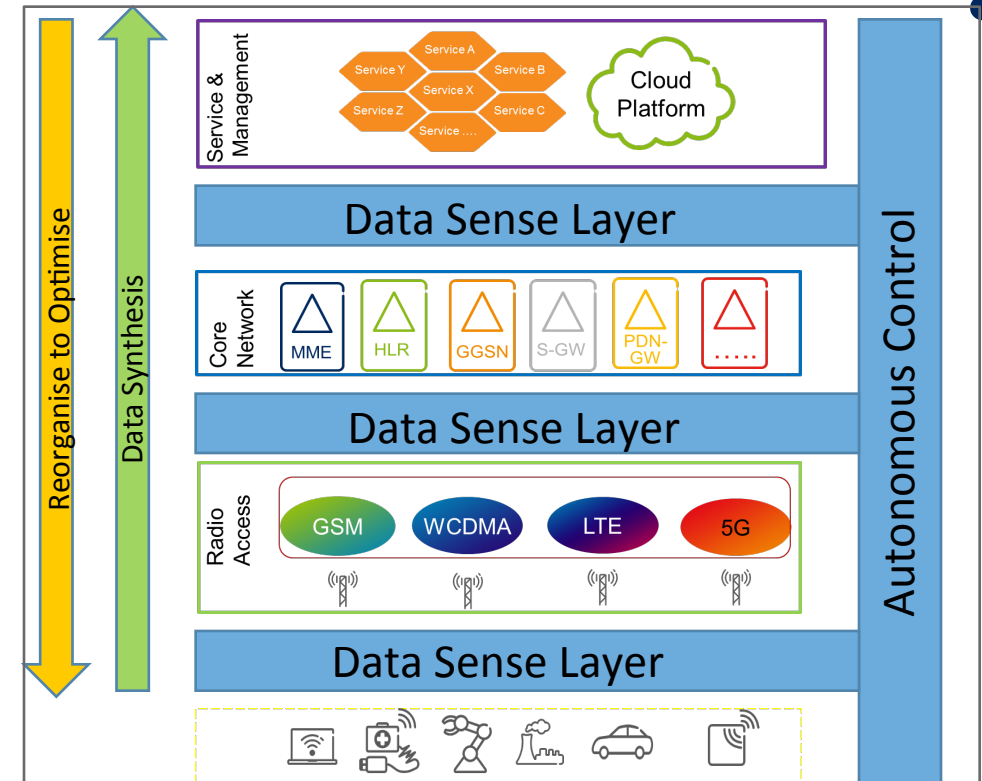 Reorganise to Optimise
Data Synthesis
Service &
Management
Service A
Service Y
Service B
Service X
Service Z
Service C
Service ....
Cloud
Platform
Data Sense Layer
Core
Network
MME
HLR
GGSN
S-GW
PDN-
GW
.....
Data Sense Layer
Radio
Access
GSM
WCDMA
LTE
5G
Data Sense Layer
Autonomous Control